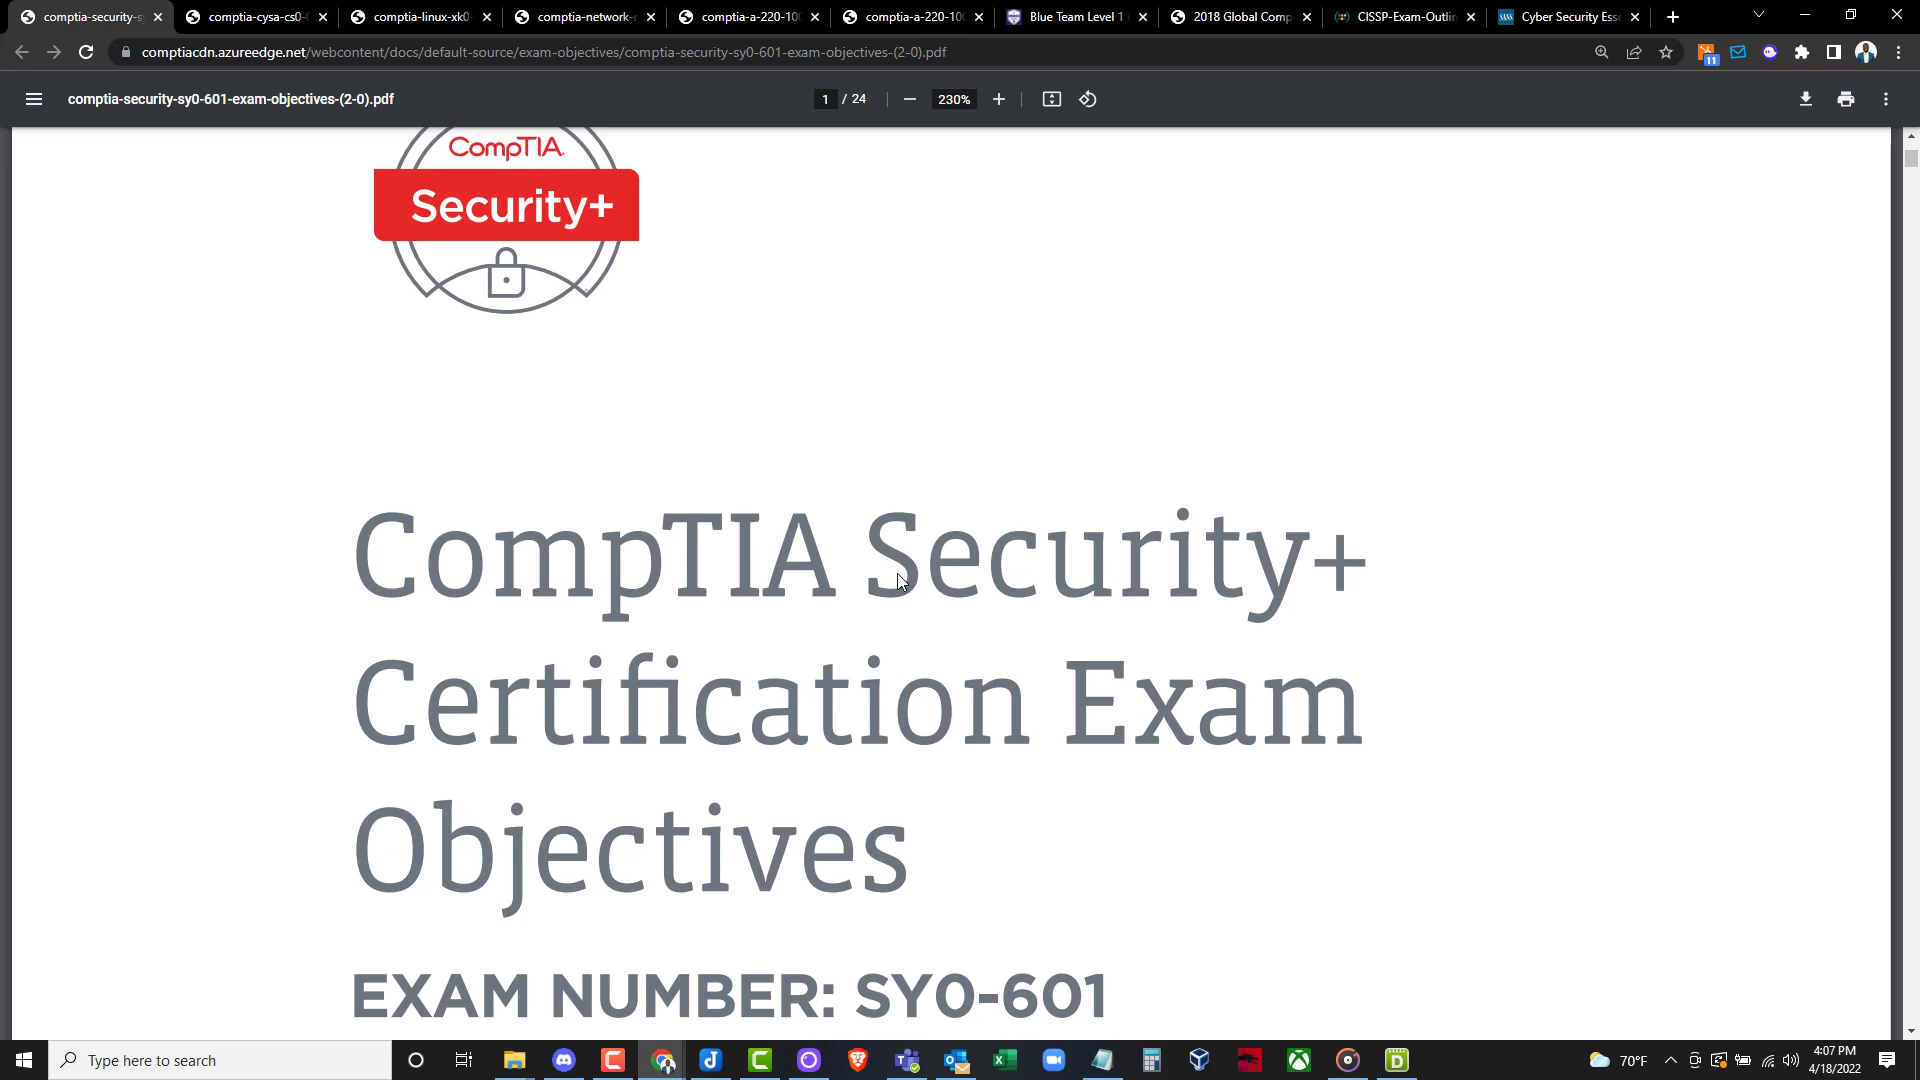 comptia-security-sy
comptia-cysa-cs0-
comptia-linux-xk0-
comptia-network-
comptia-a-220-10
comptia-a-220-10
Blue Team Level 1
2018 Global Comp
CISSP-Exam-Outlin
Cyber Security Ess
comptiacdn.azureedge.net/webcontent/docs/default-source/exam-objectives/comptia-security-sy0-601-exam-objectives-(2-0).pdf
11
comptia-security-sy0-601-exam-objectives-(2-0).pdf
1 / 24
230%
CompTIA.
Security+
CompTIA Security+
Certification Exam
Objectives
EXAM NUMBER: SY0-601
Type here to search
70°F
4:07 PM
4/18/2022